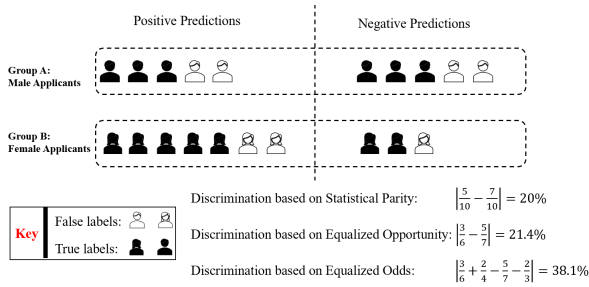 Positive Predictions
Negative Predictions
Group A:
Male Applicants
Group B:
Female Applicants
Key
False labels:
True labels:
Discrimination based on Statistical Parity: |5/10 − 7/10| = 20%
Discrimination based on Equalized Opportunity: |3/6 − 5/7| = 21.4%
Discrimination based on Equalized Odds: |3/6 + 2/4 − 5/7 − 2/3| = 38.1%